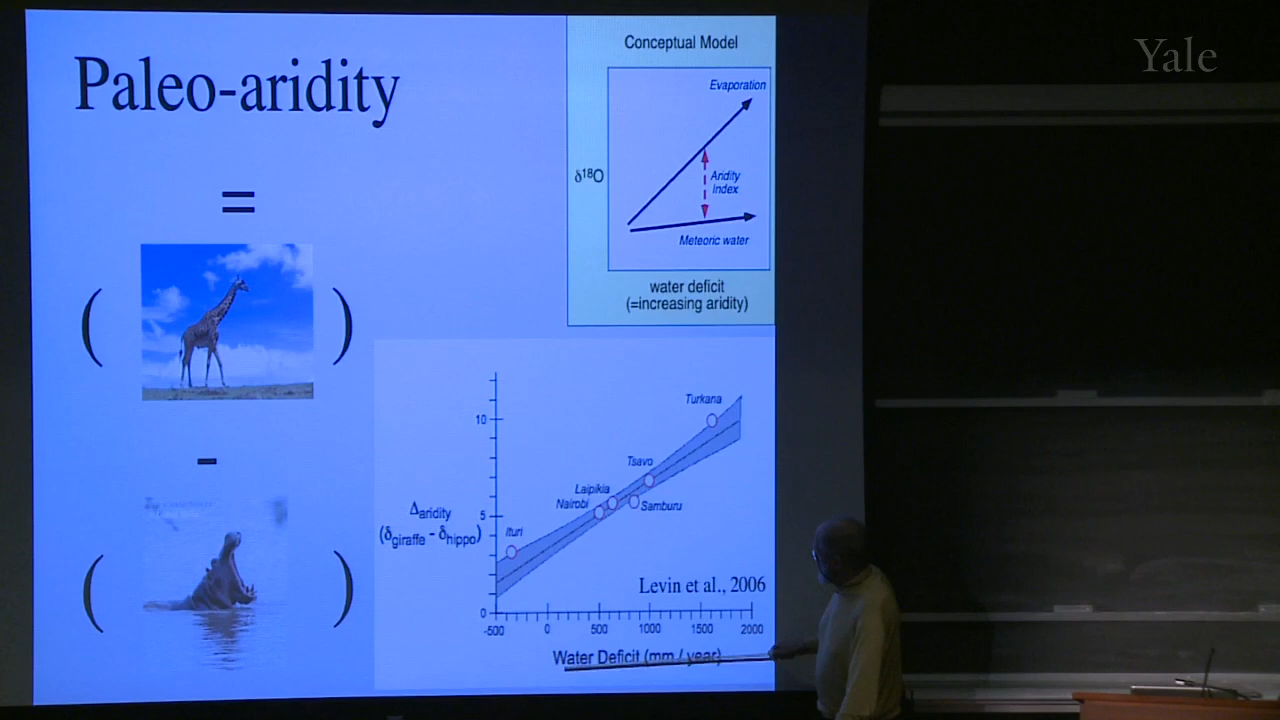 Yale
Paleo-aridity
=
(
)
-
(
)
Conceptual Model
Evaporation
δ18O
Aridity
Index
Meteoric water
water deficit
(=increasing aridity)
Turkana
10
Tsavo
Laipikia
Nairobi
Samburu
Δaridity
(δgiraffe - δhippo)
5
Ituri
Levin et al., 2006
0
-500 0 500 1000 1500 2000
Water Deficit (mm / year)